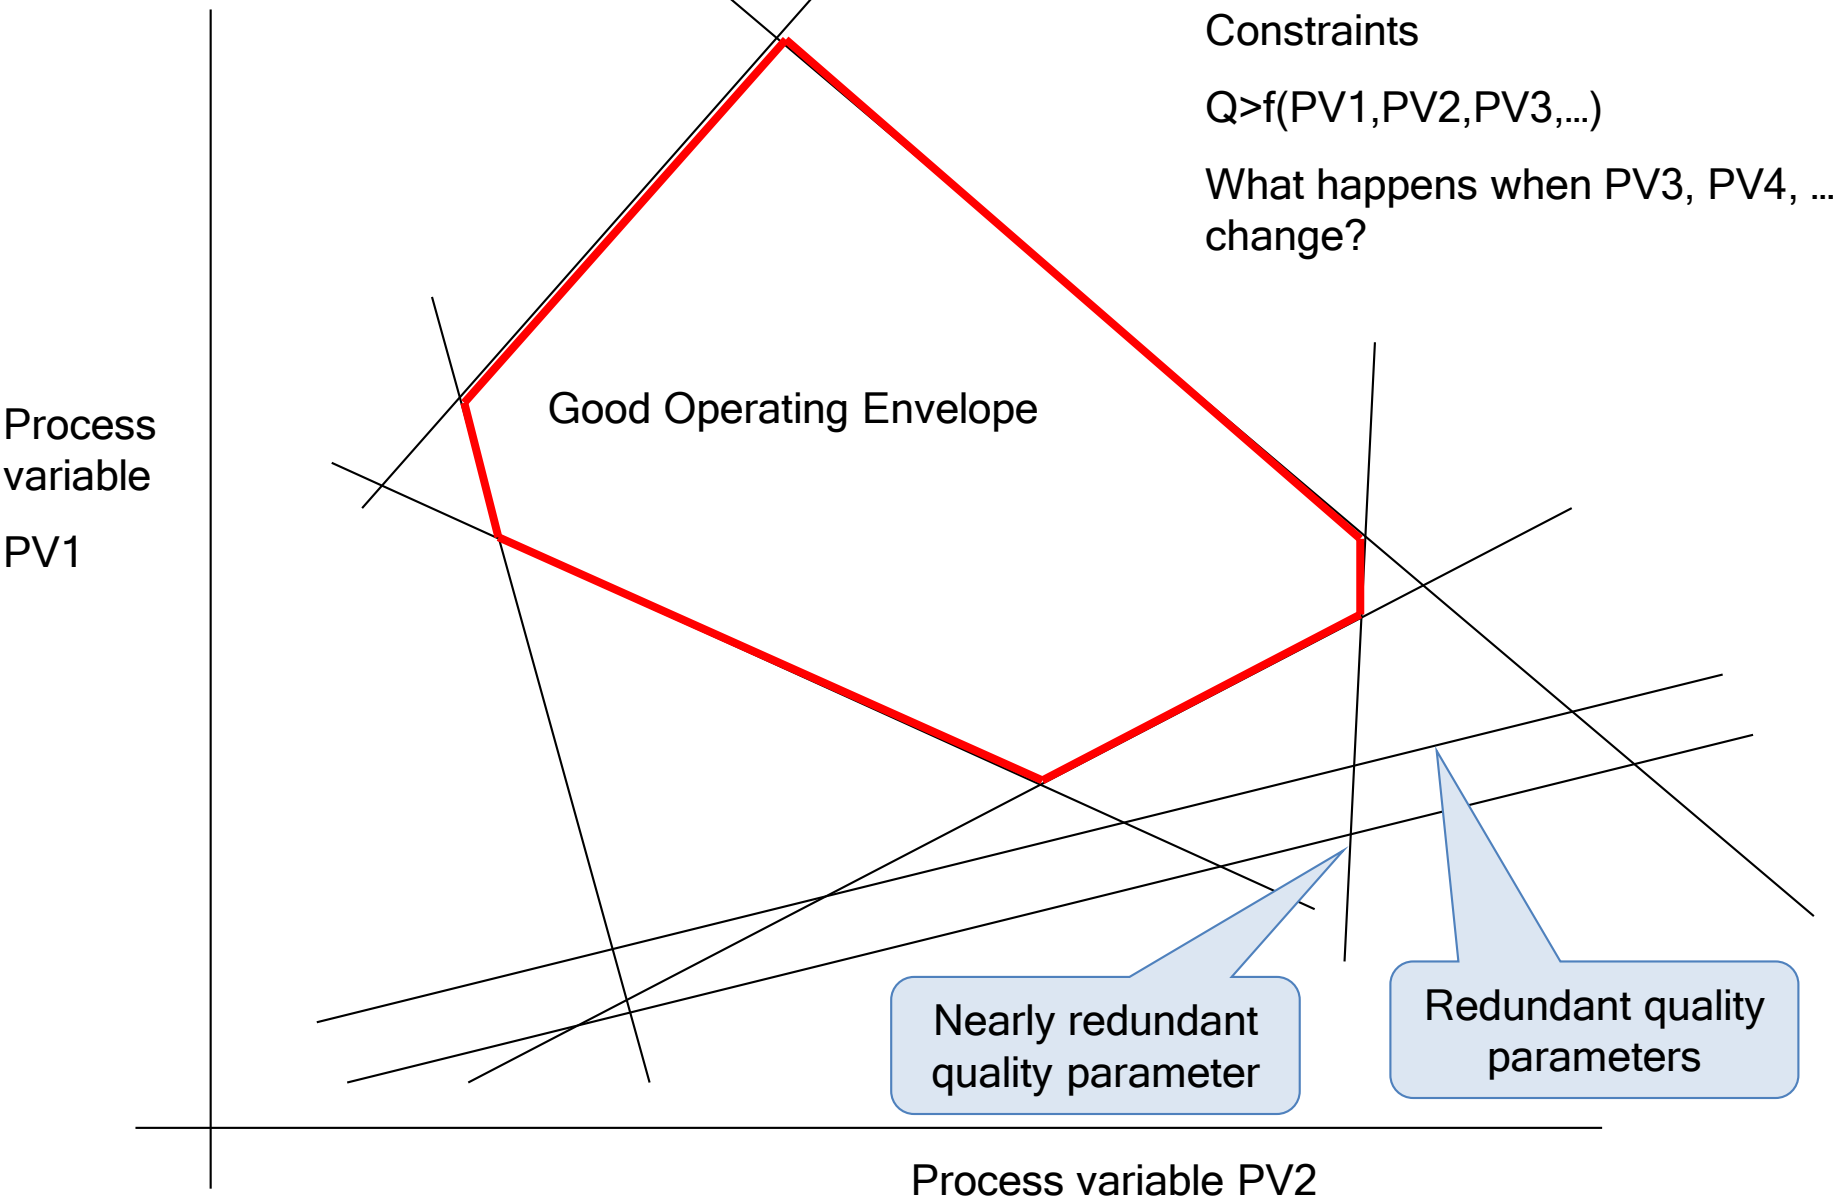 Constraints
Q>f(PV1,PV2,PV3,...)
What happens when PV3, PV4, ...
change?
Good Operating Envelope
Process
variable
PV1
Nearly redundant
quality parameter
Redundant quality
parameters
Process variable PV2